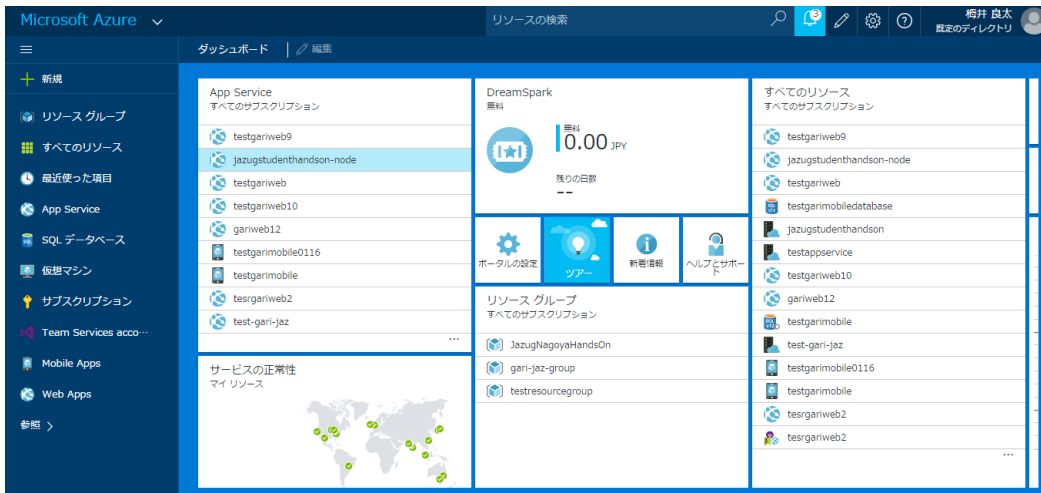 Microsoft Azure
リソースの検索
3
栂井 良太
既定のディレクトリ
ダッシュボード
編集
新規
リソース グループ
すべてのリソース
最近使った項目
App Service
SQL データベース
仮想マシン
サブスクリプション
Team Services acco…
Mobile Apps
Web Apps
参照 >
App Service
すべてのサブスクリプション
testgariweb9
jazugstudenthandson-node
testgariweb
testgariweb10
gariweb12
testgarimobile0116
testgarimobile
tesrgariweb2
test-gari-jaz
...
サービスの正常性
マイ リソース
DreamSpark
無料
無料
0.00 JPY
残りの日数
--
ポータルの設定
ツアー
新着情報
ヘルプとサポー
ト
リソース グループ
すべてのサブスクリプション
JazugNagoyaHandsOn
gari-jaz-group
testresourcegroup
すべてのリソース
すべてのサブスクリプション
testgariweb9
jazugstudenthandson-node
testgariweb
testgarimobiledatabase
jazugstudenthandson
testappservice
testgariweb10
gariweb12
testgarimobile
test-gari-jaz
testgarimobile0116
testgarimobile
tesrgariweb2
tesrgariweb2
...